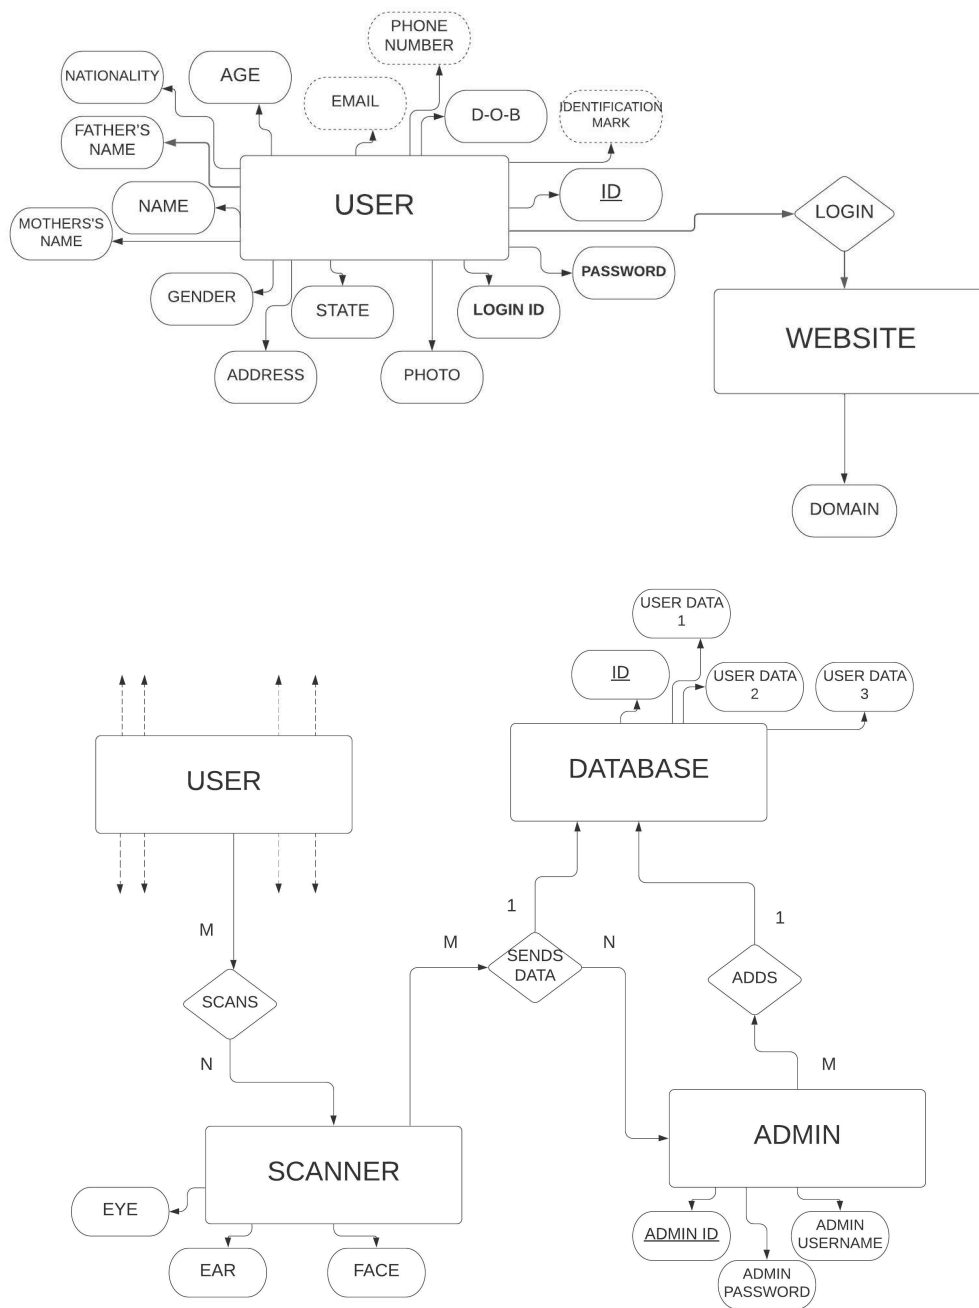 PHONE
NUMBER
NATIONALITY
AGE
EMAIL
D-O-B
IDENTIFICATION
MARK
FATHER'S
NAME
USER
ID
NAME
LOGIN
MOTHERS'S
NAME
PASSWORD
GENDER
STATE
LOGIN ID
WEBSITE
ADDRESS
PHOTO
DOMAIN
USER DATA
1
ID
USER DATA
2
USER DATA
3
USER
DATABASE
M
1
1
M
N
SENDS
DATA
SCANS
ADDS
N
M
SCANNER
ADMIN
EYE
EAR
FACE
ADMIN ID
ADMIN
USERNAME
ADMIN
PASSWORD